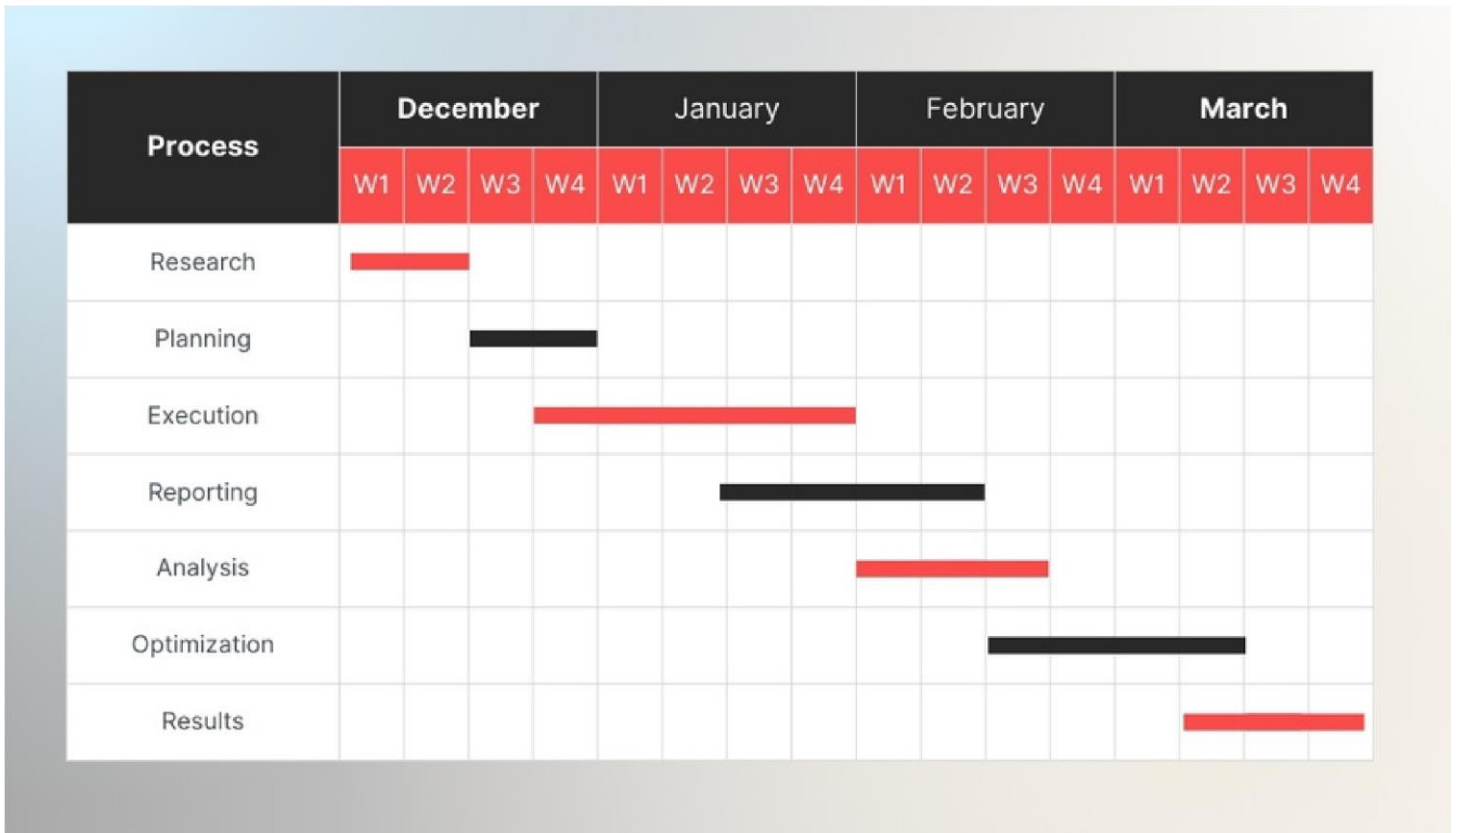 December January February March
Process
W1 W2 W3 W4 W1 W2 W3 W4 W1 W2 W3 W4 W1 W2 W3 W4
Research
Planning
Execution
Reporting
Analysis
Optimization
Results